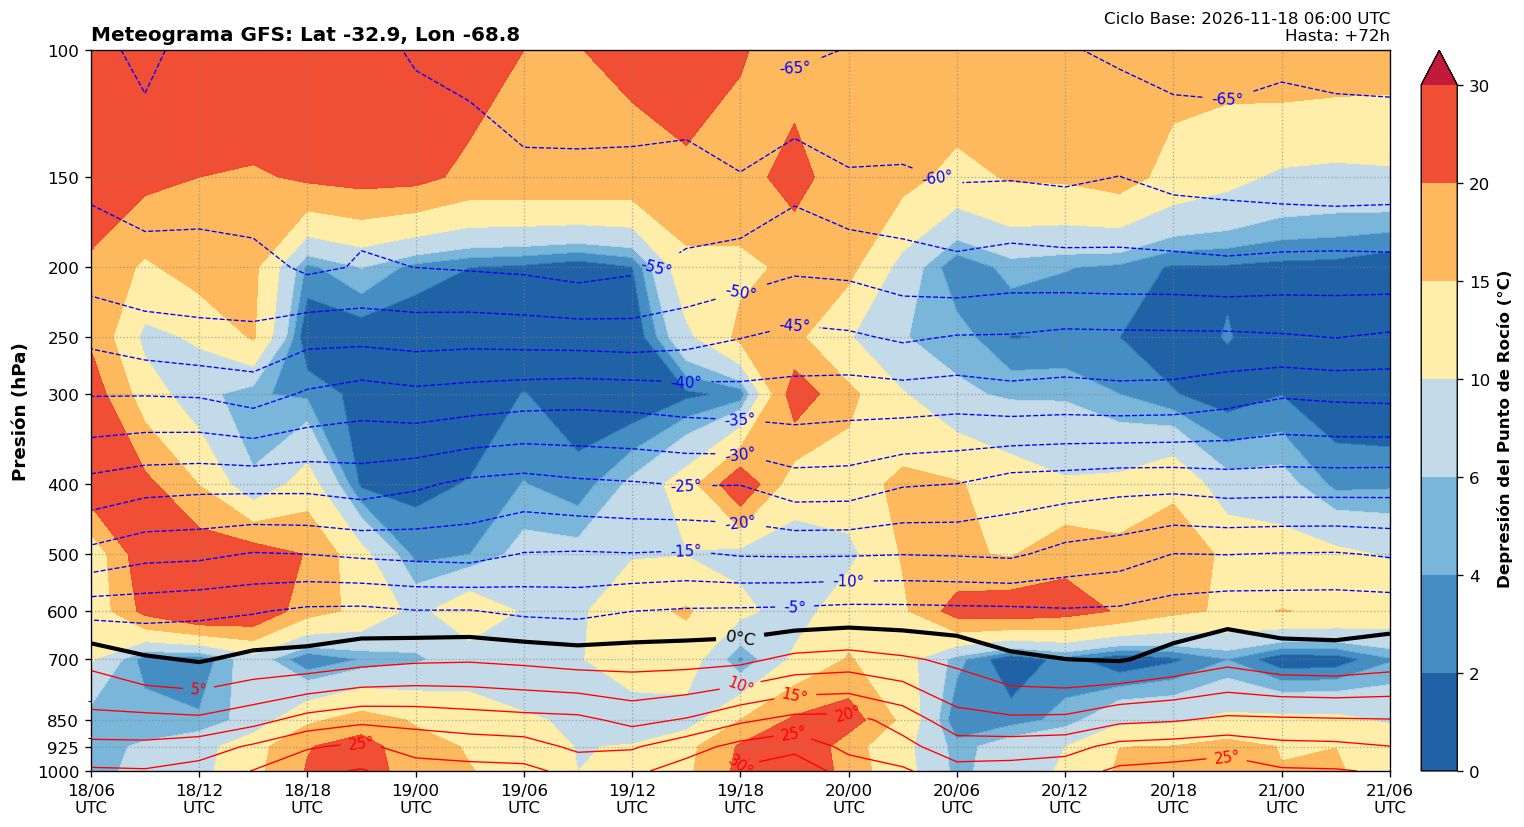 Meteograma GFS: Lat -32.9, Lon -68.8
Ciclo Base: 2026-11-18 06:00 UTC
Hasta: +72h
Presión (hPa)
100
150
200
250
300
400
500
600
700
850
925
1000
-65°
-65°
-60°
-55°
-50°
-45°
-40°
-35°
-30°
-25°
-20°
-15°
-10°
-5°
0°C
5°
10°
15°
20°
25°
25°
25°
30°
18/06 UTC
18/12 UTC
18/18 UTC
19/00 UTC
19/06 UTC
19/12 UTC
19/18 UTC
20/00 UTC
20/06 UTC
20/12 UTC
20/18 UTC
21/00 UTC
21/06 UTC
30
20
15
10
6
4
2
0
Depresión del Punto de Rocío (°C)